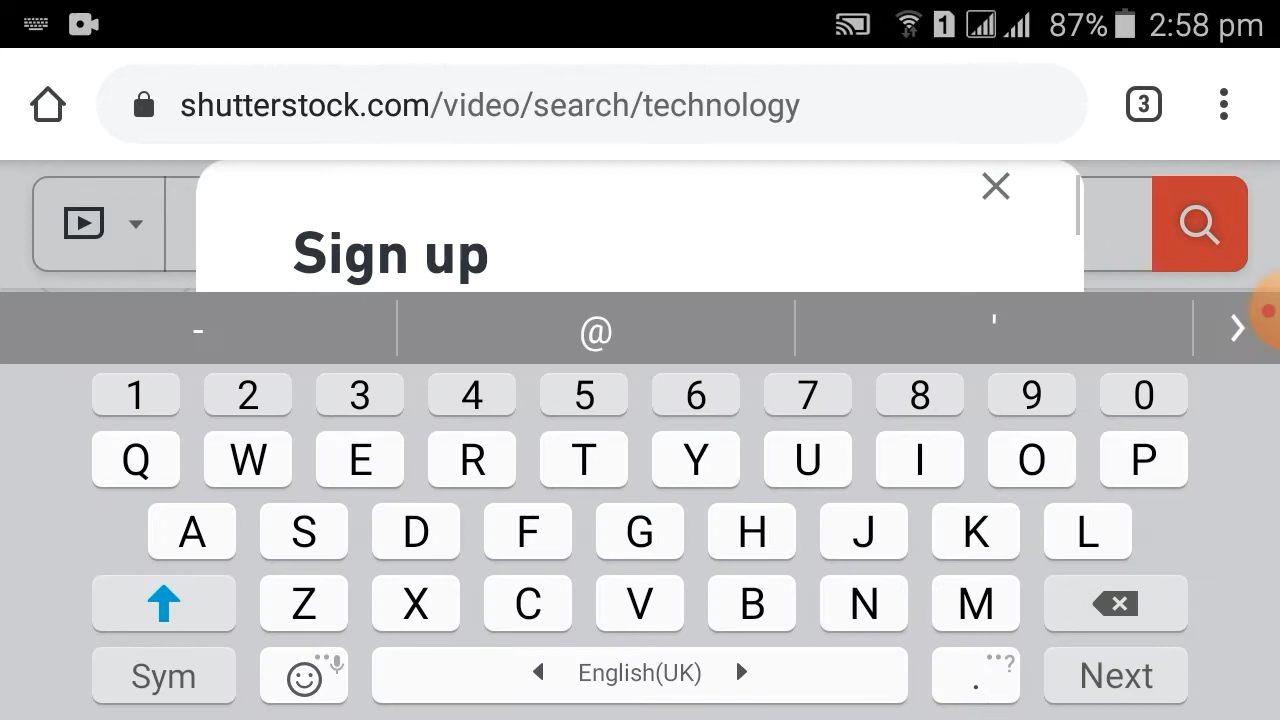 1 87% 2:58 pm
shutterstock.com/video/search/technology 3
Sign up
- @ '
1 2 3 4 5 6 7 8 9 0
Q W E R T Y U I O P
A S D F G H J K L
Z X C V B N M
Sym English(UK) . ? Next